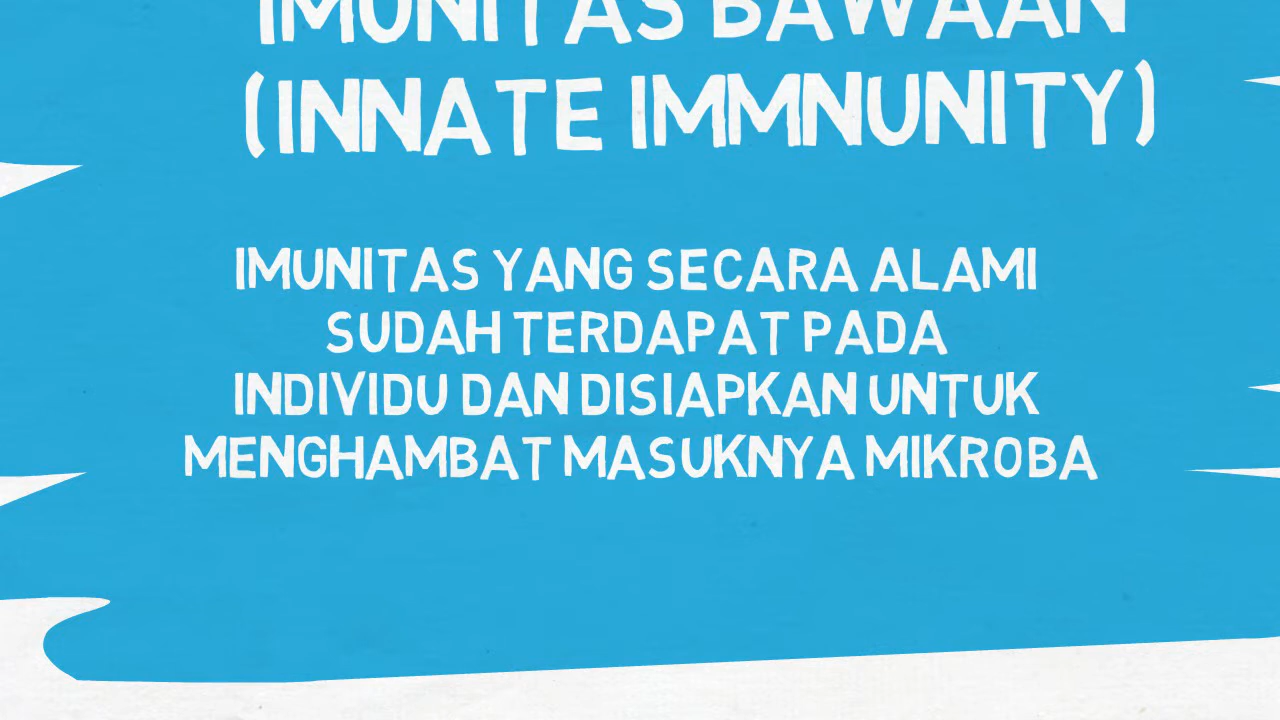 IMUNITAS BAWAAN
(INNATE IMMNUNITY)
IMUNITAS YANG SECARA ALAMI
SUDAH TERDAPAT PADA
INDIVIDU DAN DISIAPKAN UNTUK
MENGHAMBAT MASUKNYA MIKROBA